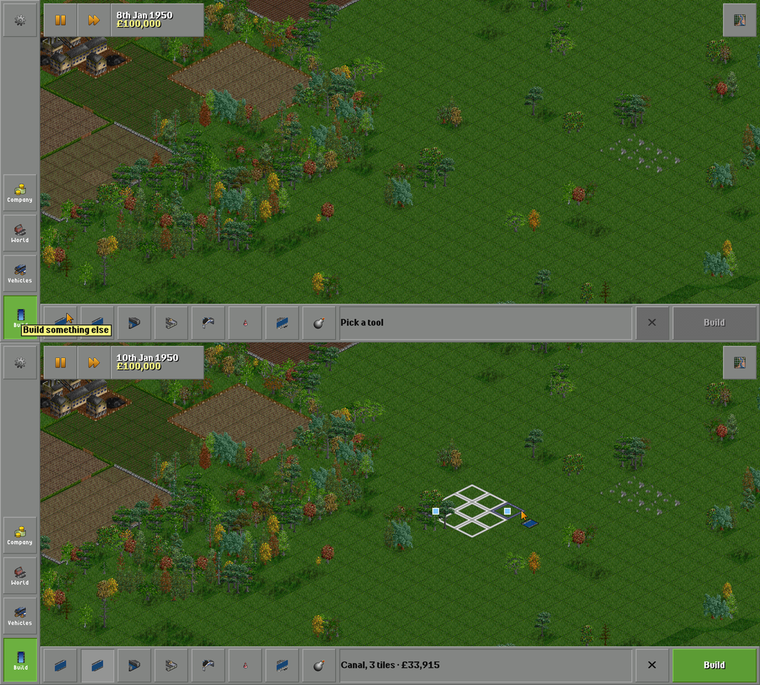 8th Jan 1950
£100,000
Company
World
Vehicles
Build something else
Pick a tool
Build
10th Jan 1950
£100,000
Company
World
Vehicles
Build
Canal, 3 tiles · £33,915
Build